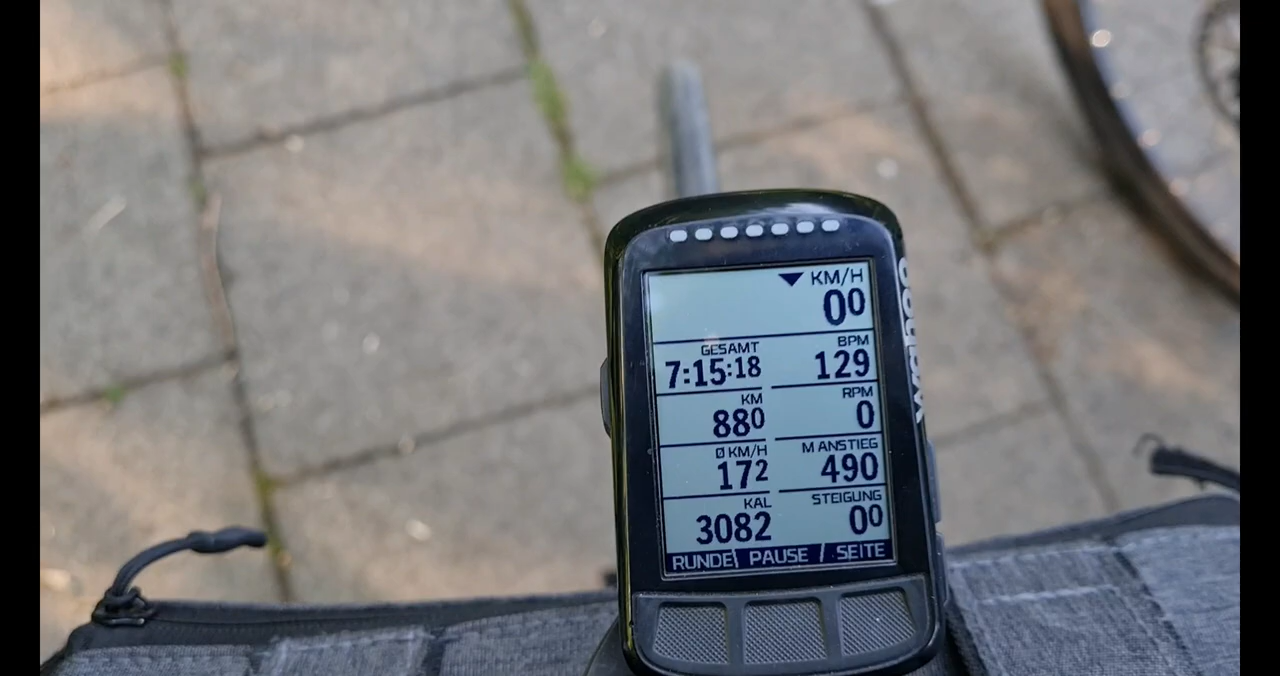 KM/H
00
GESAMT
7:15:18
BPM
129
KM
880
RPM
0
Ø KM/H
172
M ANSTIEG
490
KAL
3082
STEIGUNG
00
RUNDE PAUSE / SEITE
wahoo